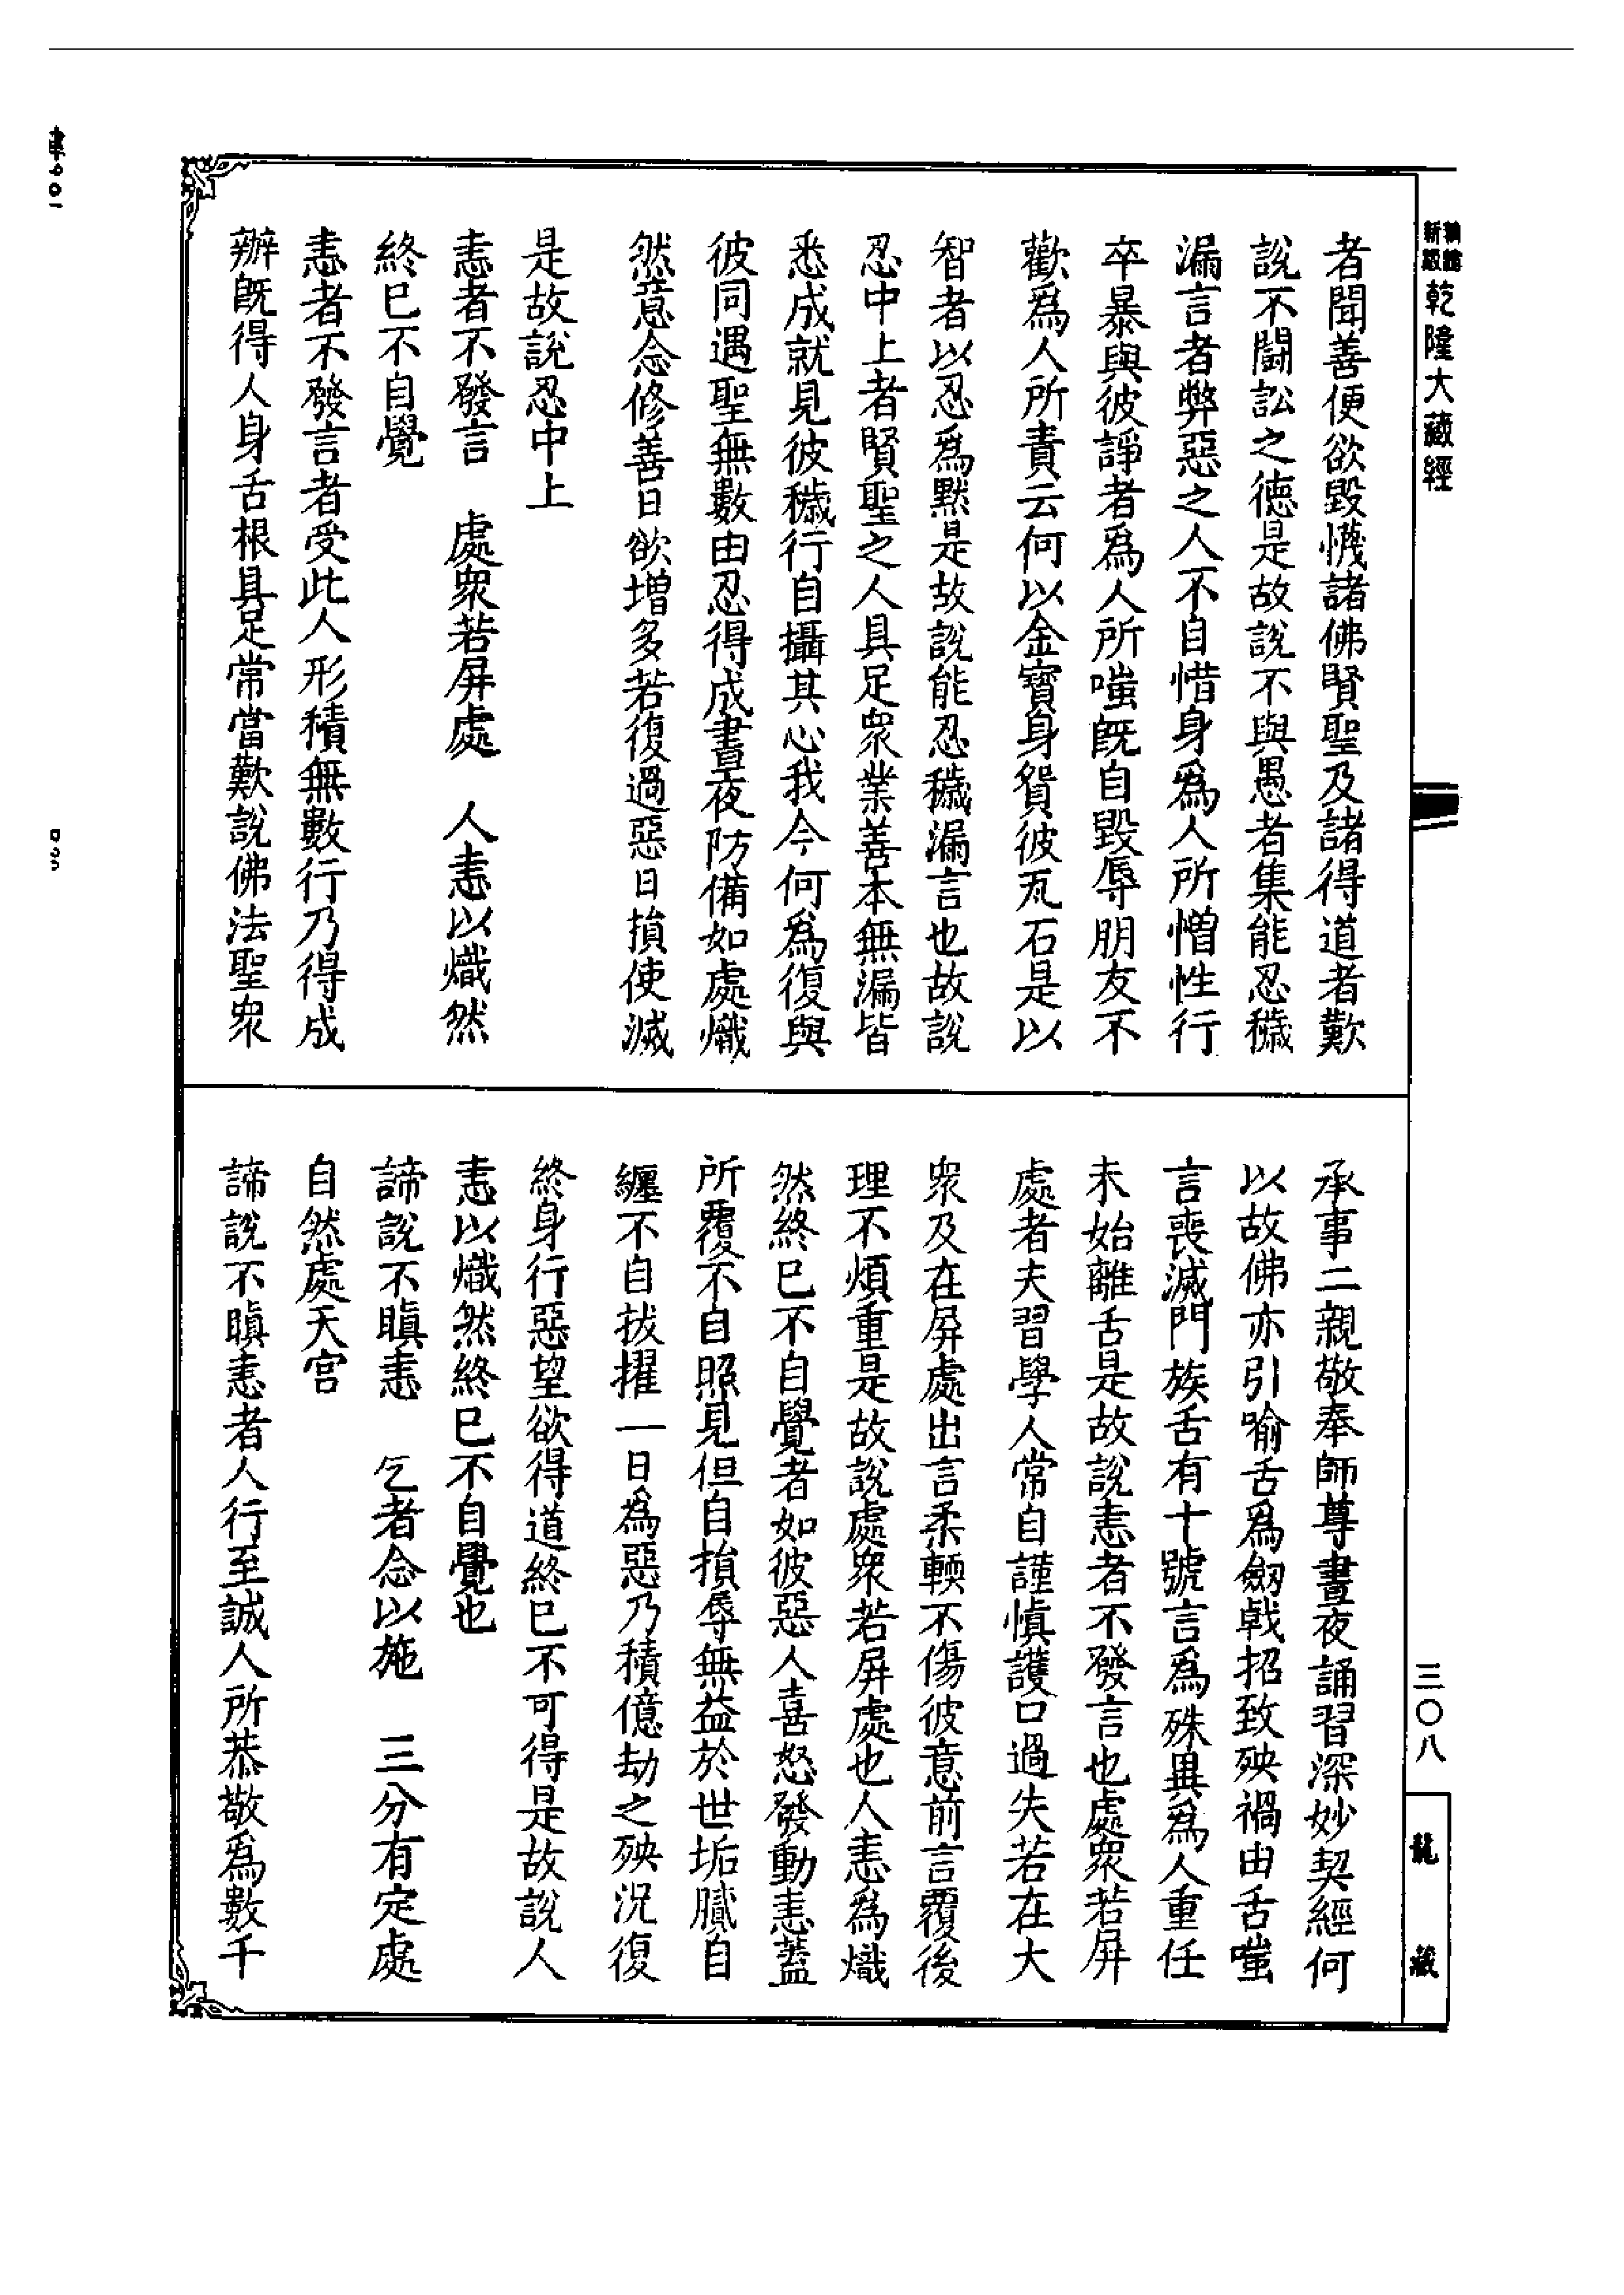 乾隆大藏經
者聞善便欲毀懱諸佛賢聖及諸得道者歎
說不鬪訟之德是故說不與愚者集能忍穢
漏言者弊惡之人不自惜身爲人所憎性行
卒暴與彼諍者爲人所嗤旣自毀辱朋友不
歡爲人所責云何以金寶身貿彼瓦石是以
智者以忍爲默是故說能忍穢漏言也故說
忍中上者賢聖之人具足衆業善本無漏皆
悉成就見彼穢行自攝其心我今何爲復與
彼同遇聖無數由忍得成晝夜防備如處熾
然意念修善日欲增多若復過惡日損使滅
是故說忍中上
恚者不發言　處衆若屏處　人恚以熾然
終已不自覺
恚者不發言者受此人形積無數行乃得成
辦旣得人身舌根具足常當歎說佛法聖衆
承事二親敬奉師尊晝夜誦習深妙契經何
以故佛亦引喻舌爲劒戟招致殃禍由舌嗤
言喪滅門族舌有十號言爲殊異爲人重任
未始離舌是故說恚者不發言也處衆若屏
處者夫習學人常自謹愼護口過失若在大
衆及在屏處出言柔輭不傷彼意前言覆後
理不煩重是故說處衆若屏處也人恚爲熾
然終已不自覺者如彼惡人喜怒發動恚蓋
所覆不自照見但自損辱無益於世垢膩自
纏不自拔擢一日爲惡乃積億劫之殃況復
終身行惡望欲得道終已不可得是故說人
恚以熾然終已不自覺也
諦說不瞋恚　乞者念以施　三分有定處
自然處天宮
諦說不瞋恚者人行至誠人所恭敬爲數千
三〇八
龍藏